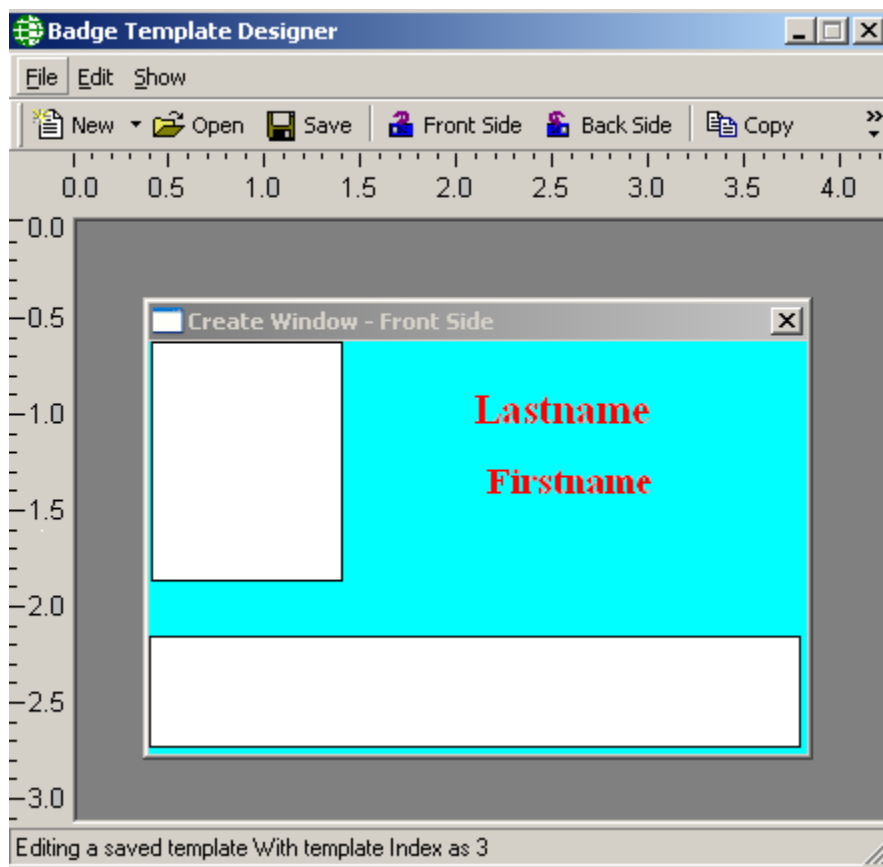 Badge Template Designer
File Edit Show
New Open Save Front Side Back Side Copy
0.0 0.5 1.0 1.5 2.0 2.5 3.0 3.5 4.0
0.0
0.5
Create Window - Front Side
1.0
Lastname
Firstname
1.5
2.0
2.5
3.0
Editing a saved template With template Index as 3